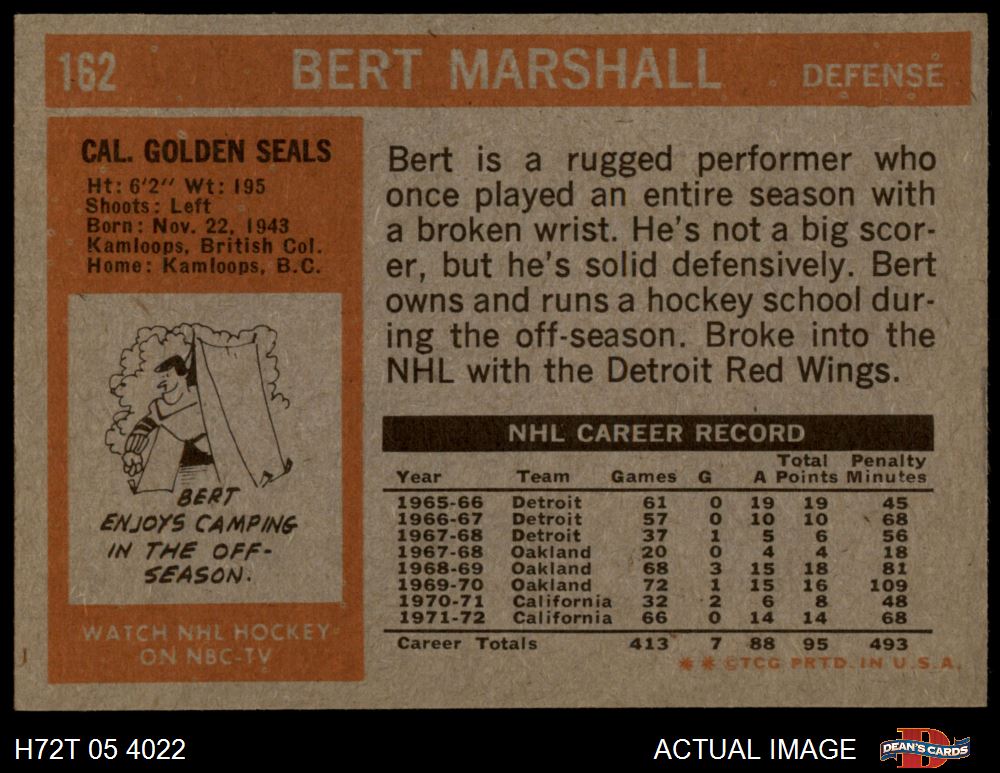 162 BERT MARSHALL DEFENSE
CAL. GOLDEN SEALS
Ht: 6'2" Wt: 195
Shoots: Left
Born: Nov. 22, 1943
Kamloops, British Col.
Home: Kamloops, B.C.
BERT
ENJOYS CAMPING
IN THE OFF-
SEASON.
WATCH NHL HOCKEY
ON NBC-TV
Bert is a rugged performer who
once played an entire season with
a broken wrist. He's not a big scor-
er, but he's solid defensively. Bert
owns and runs a hockey school dur-
ing the off-season. Broke into the
NHL with the Detroit Red Wings.
NHL CAREER RECORD
Year Team Games G A Total Points Penalty Minutes
1965-66 Detroit 61 0 19 19 45
1966-67 Detroit 57 0 10 10 68
1967-68 Detroit 37 1 5 6 56
1967-68 Oakland 20 0 4 4 18
1968-69 Oakland 68 3 15 18 81
1969-70 Oakland 72 1 15 16 109
1970-71 California 32 2 6 8 48
1971-72 California 66 0 14 14 68
Career Totals 413 7 88 95 493
** ©TCG PRTD. IN U.S.A.
J
H72T 05 4022 ACTUAL IMAGE DEAN'S CARDS